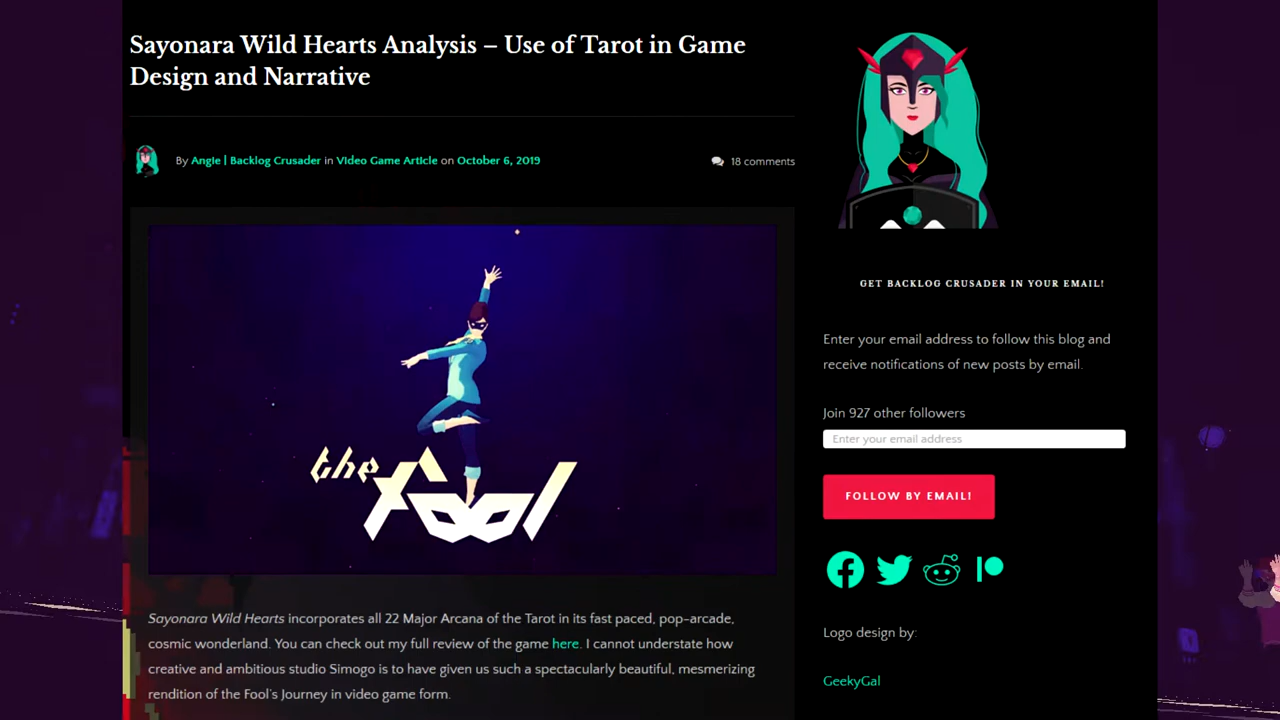 Sayonara Wild Hearts Analysis – Use of Tarot in Game
Design and Narrative
By Angie | Backlog Crusader in Video Game Article on October 6, 2019
18 comments
the
fool
Sayonara Wild Hearts incorporates all 22 Major Arcana of the Tarot in its fast paced, pop-arcade,
cosmic wonderland. You can check out my full review of the game here. I cannot understate how
creative and ambitious studio Simogo is to have given us such a spectacularly beautiful, mesmerizing
rendition of the Fool's Journey in video game form.
GET BACKLOG CRUSADER IN YOUR EMAIL!
Enter your email address to follow this blog and
receive notifications of new posts by email.
Join 927 other followers
Enter your email address
FOLLOW BY EMAIL!
Logo design by:
GeekyGal